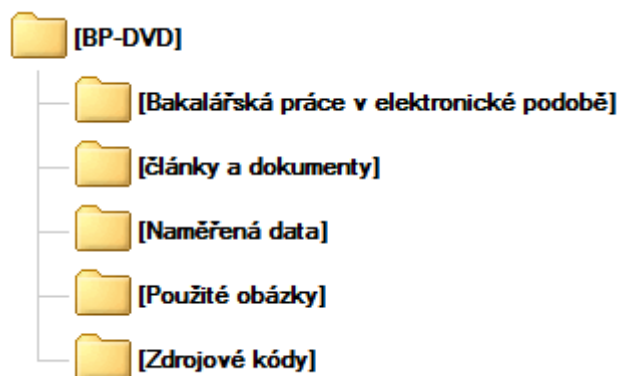 [BP-DVD]
[Bakalářská práce v elektronické podobě]
[články a dokumenty]
[Naměřená data]
[Použité obázky]
[Zdrojové kódy]